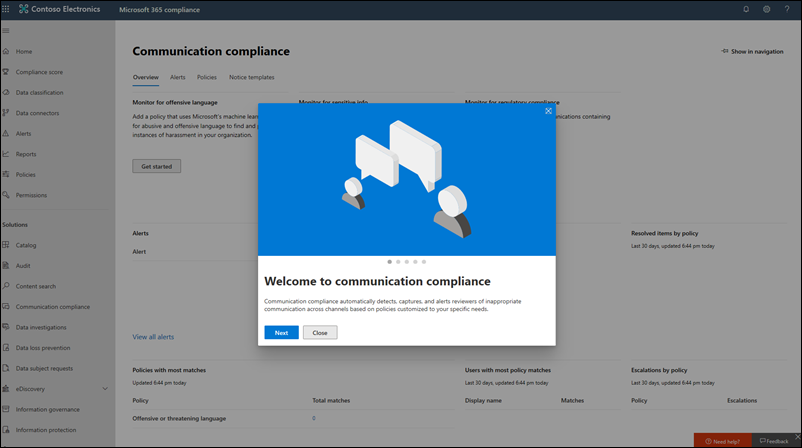 Contoso Electronics
Microsoft 365 compliance
Home
Compliance score
Data classification
Data connectors
Alerts
Reports
Policies
Permissions
Solutions
Catalog
Audit
Content search
Communication compliance
Data investigations
Data loss prevention
Data subject requests
eDiscovery
Information governance
Information protection
Communication compliance
Show in navigation
Overview
Alerts
Policies
Notice templates
Monitor for offensive language
Monitor for sensitive info
Monitor for regulatory compliance
Add a policy that uses Microsoft's machine
for abusive and offensive language to find and
instances of harassment in your organization.
containing
Get started
Welcome to communication compliance
Communication compliance automatically detects, captures, and alerts reviewers of inappropriate
communication across channels based on policies customized to your specific needs.
Next
Close
Alerts
Alert
View all alerts
Resolved items by policy
Last 30 days, updated 6:44 pm today
Policies with most matches
Updated 6:44 pm today
Policy
Total matches
Offensive or threatening language
0
Users with most policy matches
Last 30 days, updated 6:44 pm today
Display name
Matches
Escalations by policy
Last 30 days, updated 6:44 pm today
Policy
Escalations
Need help?
Feedback